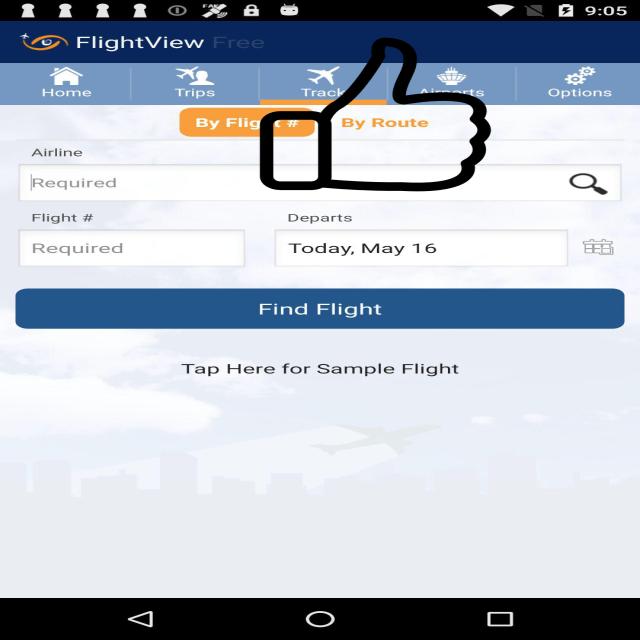 9:05
FlightView Free
Home Trips Track Airports Options
By Flight # By Route
Airline
Required
Flight # Departs
Required Today, May 16
Find Flight
Tap Here for Sample Flight